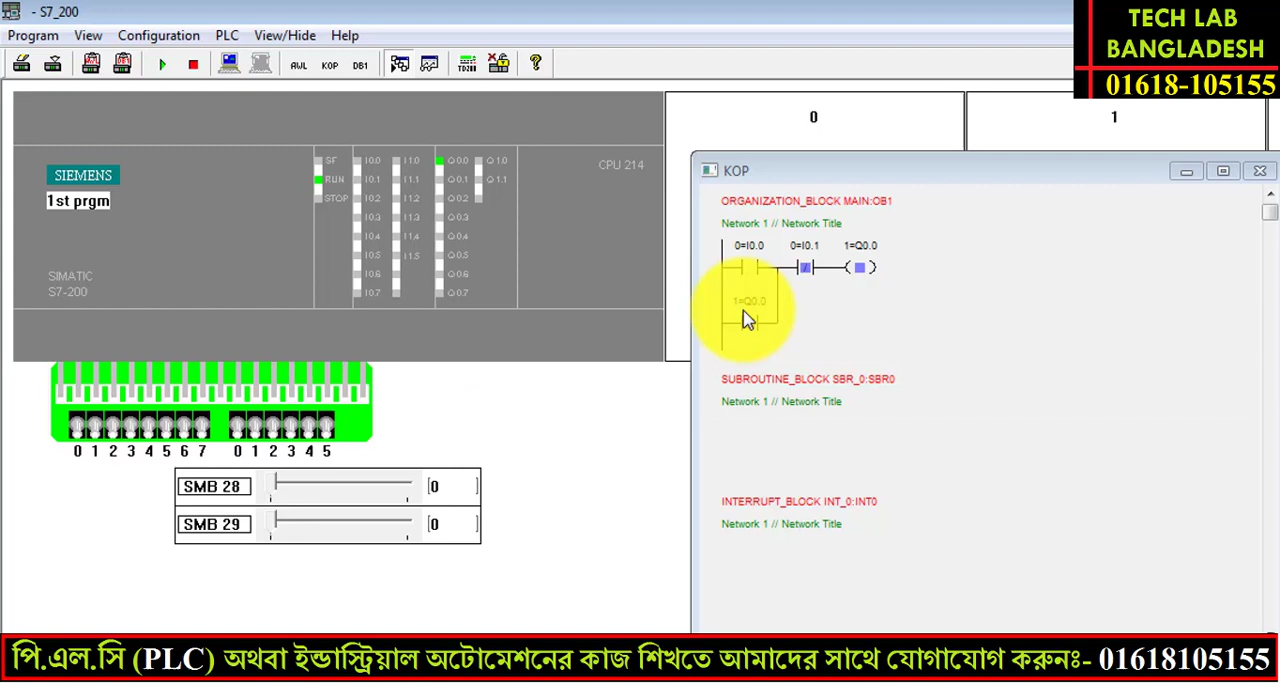 - S7_200
TECH LAB
BANGLADESH
01618-105155
Program View Configuration PLC View/Hide Help
AWL KOP DB1
0 1
SIEMENS
1st prgm
SIMATIC
S7-200
SF
RUN
STOP
I0.0 I1.0 Q0.0 Q1.0
I0.1 I1.1 Q0.1 Q1.1
I0.2 I1.2 Q0.2
I0.3 I1.3 Q0.3
I0.4 I1.4 Q0.4
I0.5 I1.5 Q0.5
I0.6 Q0.6
I0.7 Q0.7
CPU 214
KOP
ORGANIZATION_BLOCK MAIN:OB1
Network 1 // Network Title
0=I0.0 0=I0.1 1=Q0.0
1=Q0.0
SUBROUTINE_BLOCK SBR_0:SBR0
Network 1 // Network Title
INTERRUPT_BLOCK INT_0:INT0
Network 1 // Network Title
0 1 2 3 4 5 6 7 0 1 2 3 4 5
SMB 28 [0 ]
SMB 29 [0 ]
পি.এল.সি (PLC) অথবা ইন্ডাস্ট্রিয়াল অটোমেশনের কাজ শিখতে আমাদের সাথে যোগাযোগ করুনঃ- 01618105155